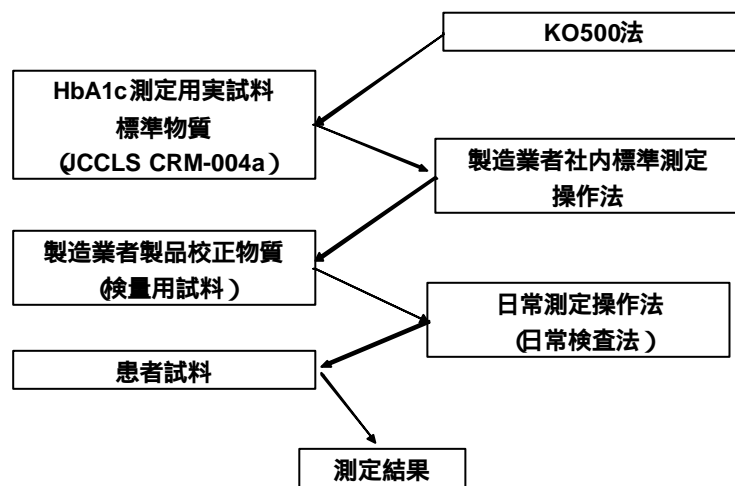 KO500法
HbA1c測定用実試料
標準物質
(JCCLS CRM-004a)
製造業者社内標準測定
操作法
製造業者製品校正物質
(検量用試料)
日常測定操作法
(日常検査法)
患者試料
測定結果